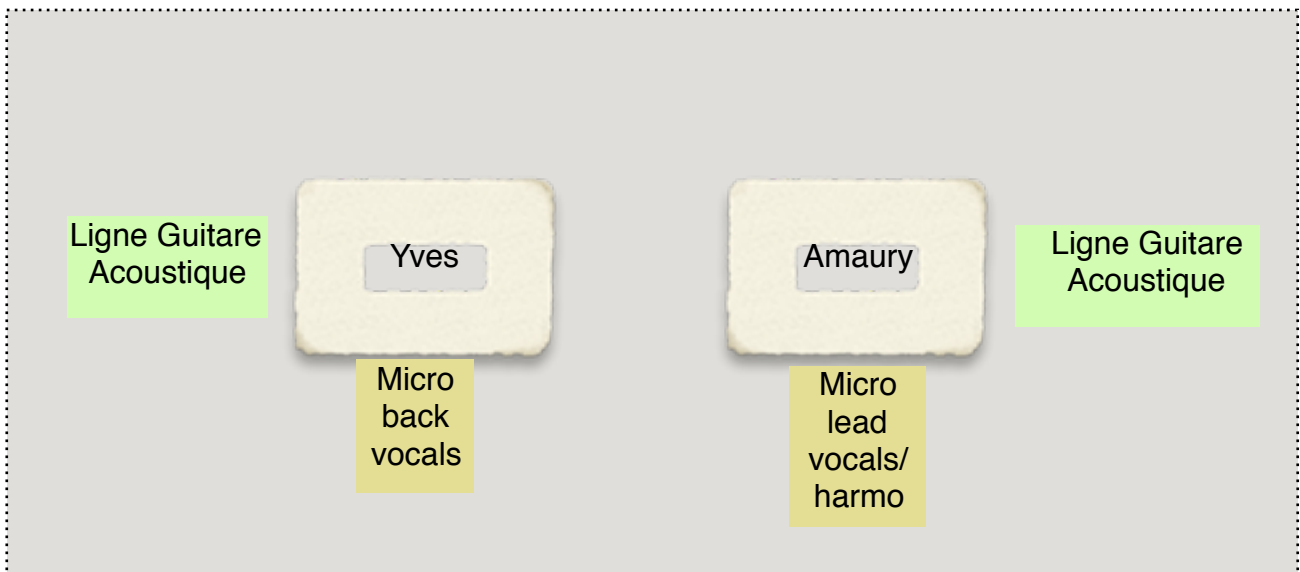 Ligne Guitare
Acoustique
Yves
Amaury
Ligne Guitare
Acoustique
Micro
back
vocals
Micro
lead
vocals/
harmo